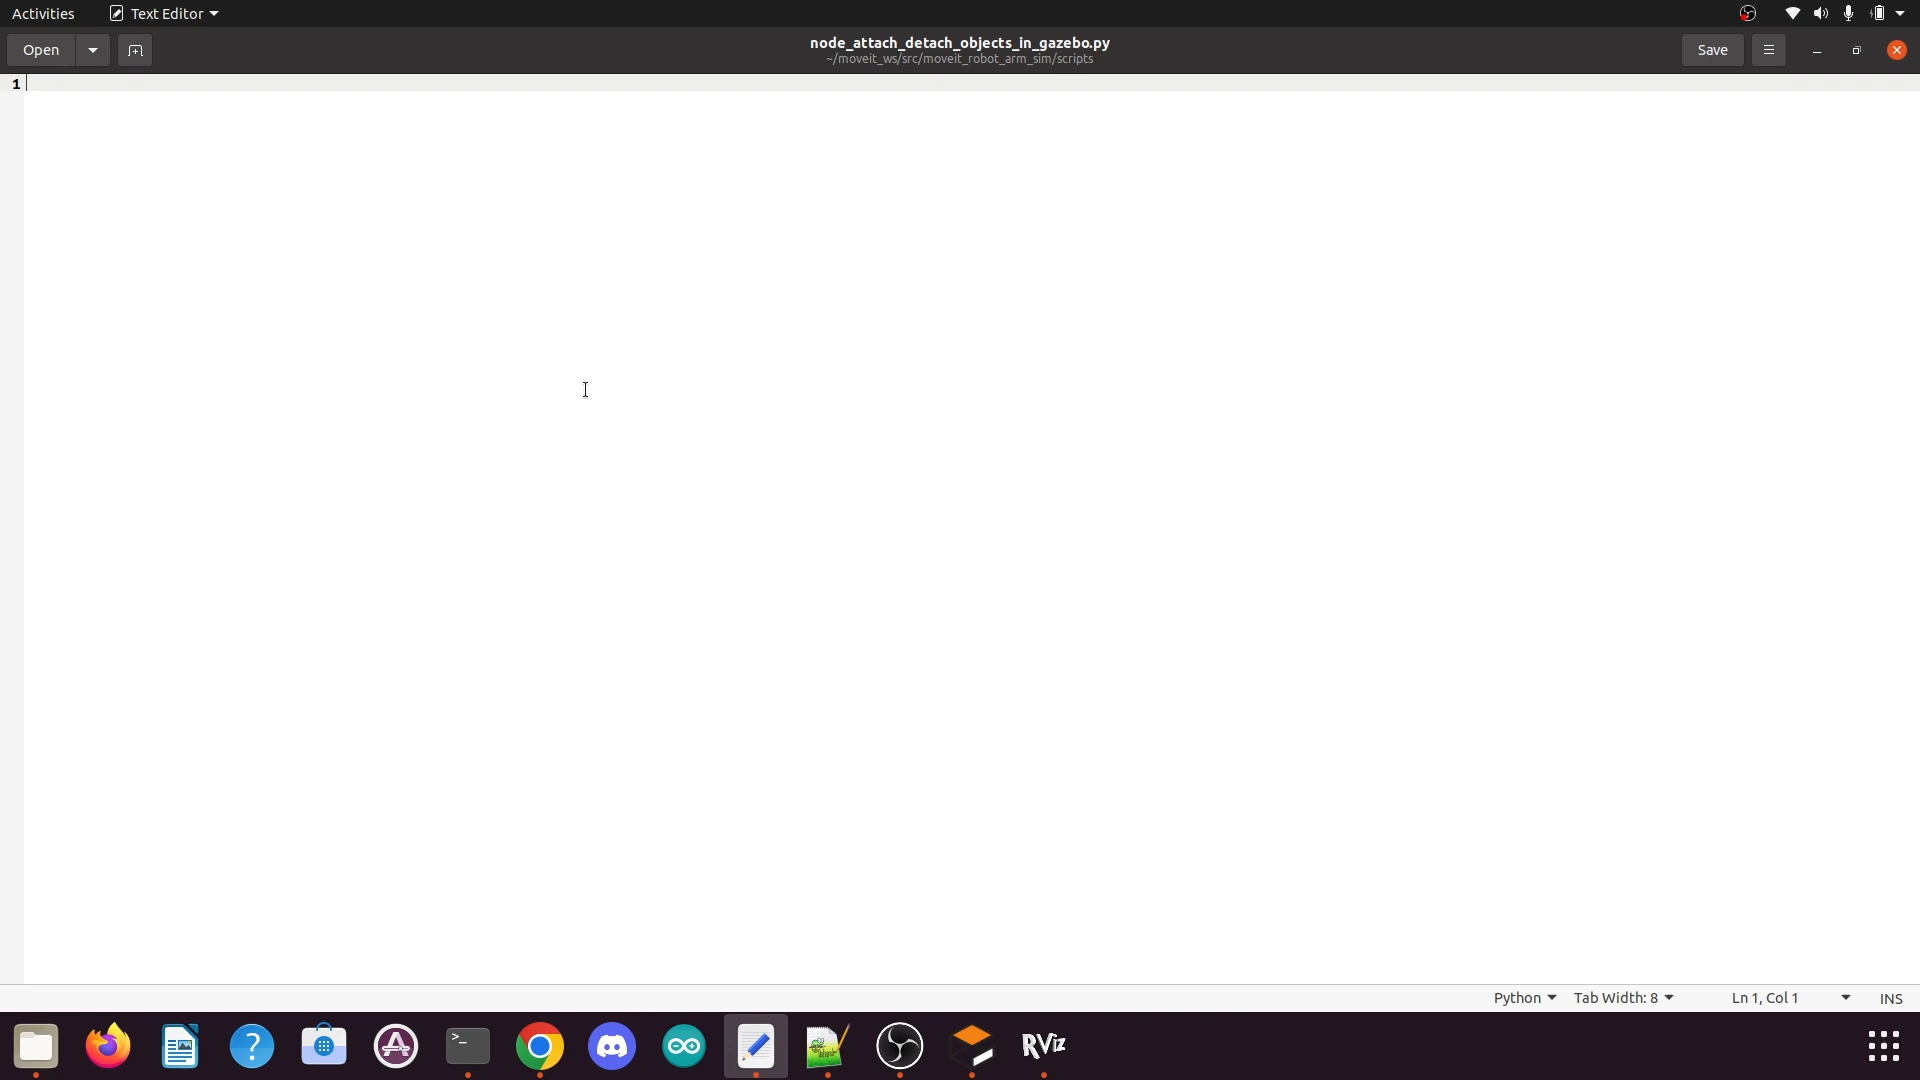 Activities Text Editor
Open node_attach_detach_objects_in_gazebo.py Save
~/moveit_ws/src/moveit_robot_arm_sim/scripts
1
Python Tab Width: 8 Ln 1, Col 1 INS
RViz